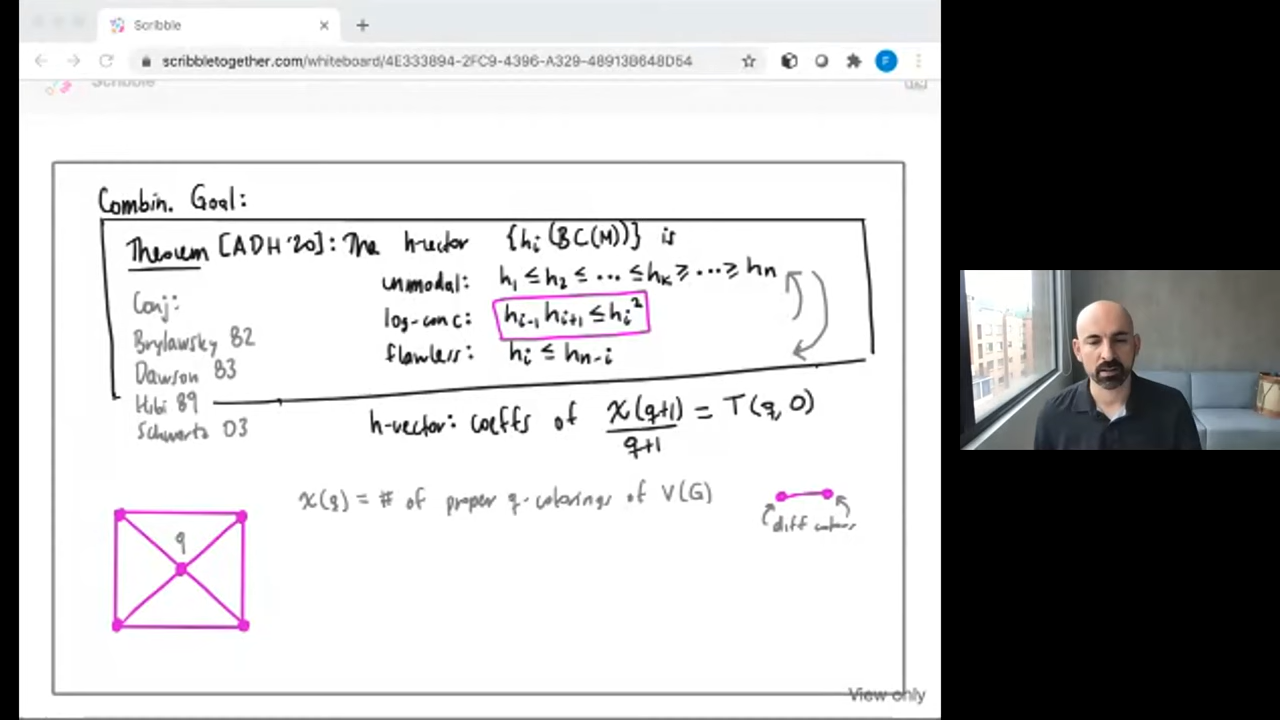 Scribble
scribbletogether.com/whiteboard/4E333894-2FC9-4396-A329-48913B648D54
F
Scribble
Combin. Goal:
Theorem [ADH '20]: The h-vector {hᵢ(BC(M))} is
unmodal: h₁ ≤ h₂ ≤ ... ≤ hₖ ≥ ... ≥ hₙ
Conj:
log-conc: hᵢ₋₁ hᵢ₊₁ ≤ hᵢ²
Brylawsky 82
flawless: hᵢ ≤ hₙ₋ᵢ
Dawson 83
Hibi 89
Schwartz 03
h-vector: coeffs of χ(q+1)/(q+1) = T(q, 0)
χ(q) = # of proper q-colorings of V(G)
diff colors
q
View only